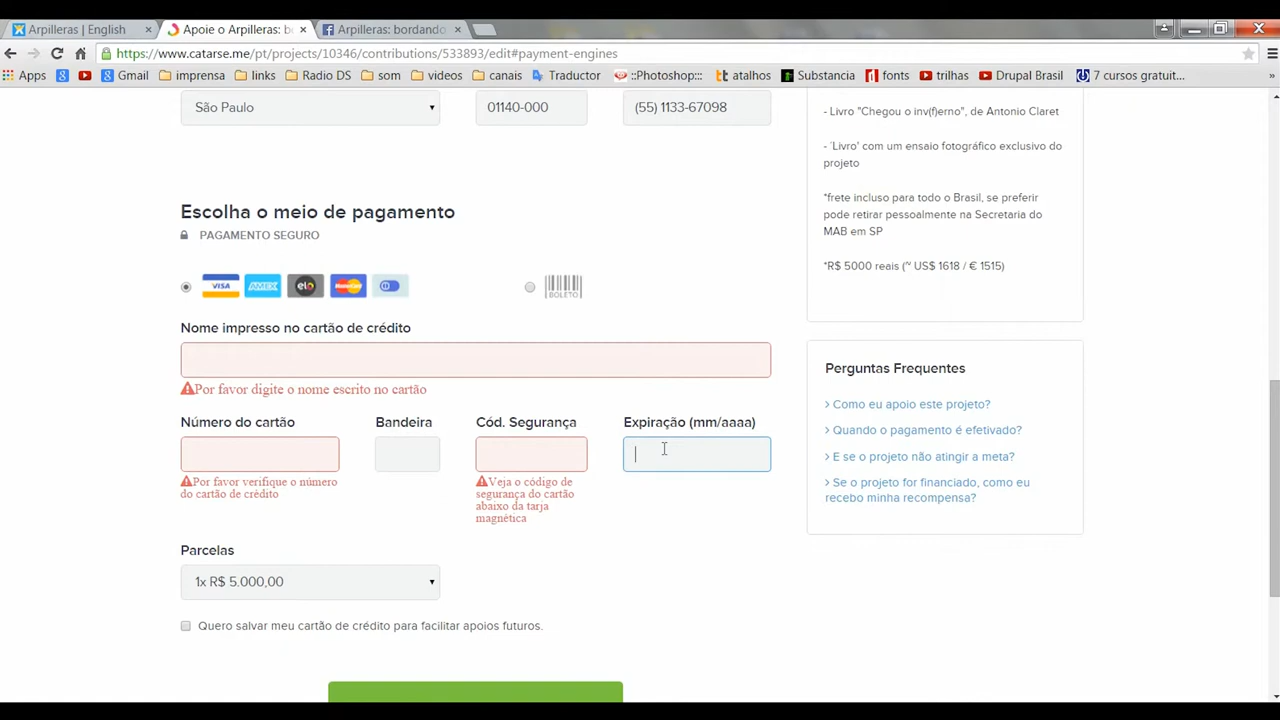 Arpilleras | English
Apoie o Arpilleras: bo
Arpilleras: bordando
https://www.catarse.me/pt/projects/10346/contributions/533893/edit#payment-engines
Apps
Gmail
imprensa
links
Radio DS
som
videos
canais
Traductor
:::Photoshop:::
atalhos
Substancia
fonts
trilhas
Drupal Brasil
7 cursos gratuit...
»
São Paulo
01140-000
(55) 1133-67098
- Livro "Chegou o inv(f)erno", de Antonio Claret
- 'Livro' com um ensaio fotográfico exclusivo do
projeto
*frete incluso para todo o Brasil, se preferir
pode retirar pessoalmente na Secretaria do
MAB em SP
*R$ 5000 reais (~ US$ 1618 / € 1515)
Escolha o meio de pagamento
PAGAMENTO SEGURO
VISA
AMEX
elo
MasterCard
BOLETO
Nome impresso no cartão de crédito
Por favor digite o nome escrito no cartão
Número do cartão
Bandeira
Cód. Segurança
Expiração (mm/aaaa)
Por favor verifique o número
do cartão de crédito
Veja o código de
segurança do cartão
abaixo da tarja
magnética
Parcelas
1x R$ 5.000,00
Quero salvar meu cartão de crédito para facilitar apoios futuros.
Perguntas Frequentes
> Como eu apoio este projeto?
> Quando o pagamento é efetivado?
> E se o projeto não atingir a meta?
> Se o projeto for financiado, como eu
recebo minha recompensa?